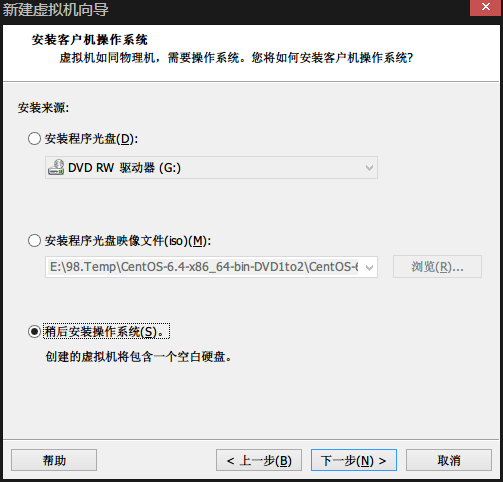 新建虚拟机向导
安装客户机操作系统
虚拟机如同物理机，需要操作系统。您将如何安装客户机操作系统?
安装来源:
安装程序光盘(D):
DVD RW 驱动器 (G:)
安装程序光盘映像文件(iso)(M):
E:\98.Temp\CentOS-6.4-x86_64-bin-DVD1to2\CentOS-6
浏览(R)...
稍后安装操作系统(S)。
创建的虚拟机将包含一个空白硬盘。
帮助
< 上一步(B)
下一步(N) >
取消